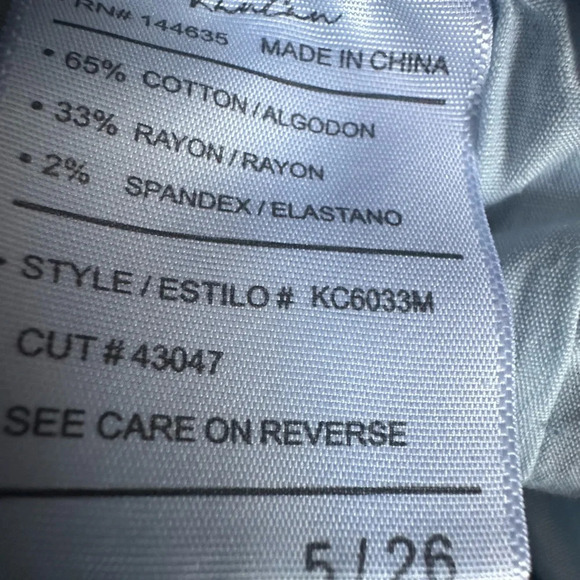 RN# 144635 MADE IN CHINA
• 65% COTTON / ALGODON
• 33% RAYON / RAYON
• 2% SPANDEX / ELASTANO
• STYLE / ESTILO # KC6033M
CUT # 43047
SEE CARE ON REVERSE
5 / 26